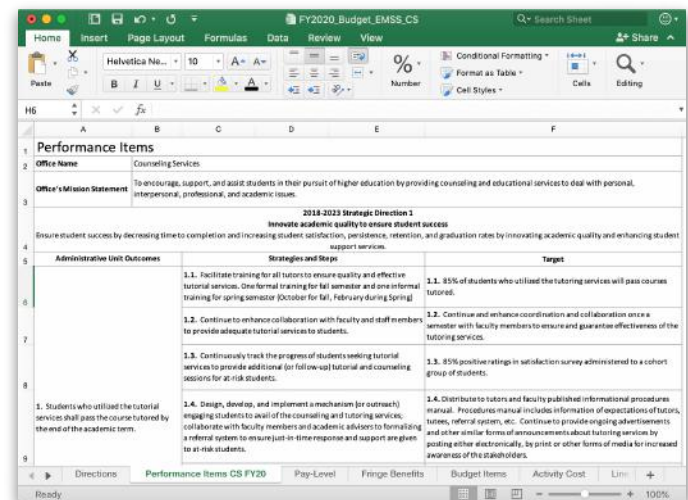 FY2020_Budget_EMSS_CS
Search Sheet
Home Insert Page Layout Formulas Data Review View Share
Paste
Helvetica Ne... 10 A A
B I U A
%
Number
Conditional Formatting
Format as Table
Cell Styles
Cells
Editing
H6 fx
A B C D E F
1 Performance Items
2 Office Name Counseling Services
3 Office's Mission Statement To encourage, support, and assist students in their pursuit of higher education by providing counseling and educational services to deal with personal,
interpersonal, professional, and academic issues.
2018-2023 Strategic Direction 1
Innovate academic quality to ensure student success
Ensure student success by decreasing time to completion and increasing student satisfaction, persistence, retention, and graduation rates by innovating academic quality and enhancing student
4 support services.
5 Administrative Unit Outcomes Strategies and Steps Target
1.1. Facilitate training for all tutors to ensure quality and effective
tutorial services. One formal training for fall semester and one informal
training for spring semester (October for fall, February during Spring)
1.1. 85% of students who utilized the tutoring services will pass courses
tutored.
6
1.2. Continue to enhance collaboration with faculty and staff members
to provide adequate tutorial services to students.
1.2. Continue and enhance coordination and collaboration once a
semester with faculty members to ensure and guarantee effectiveness of the
tutoring services.
7
1.3. Continuously track the progress of students seeking tutorial
services to provide additional (or follow-up) tutorial and counseling
sessions for at-risk students.
1.3. 85% positive ratings in satisfaction survey administered to a cohort
group of students.
8
1. Students who utilized the tutorial
services shall pass the course tutored by
the end of the academic term.
1.4. Design, develop, and implement a mechanism (or outreach)
engaging students to avail of the counseling and tutoring services;
collaborate with faculty members and academic advisers to formalizing
a referral system to ensure just-in-time response and support are given
to at-risk students.
1.4. Distribute to tutors and faculty published informational procedures
manual. Procedures manual includes information of expectations of tutors,
tutees, referral system, etc. Continue to provide ongoing advertisements
and other similar forms of announcements about tutoring services by
posting either electronically, by print or other forms of media for increased
awareness of the stakeholders.
9
Directions Performance Items CS FY20 Pay-Level Fringe Benefits Budget Items Activity Cost Line +
Ready 100%